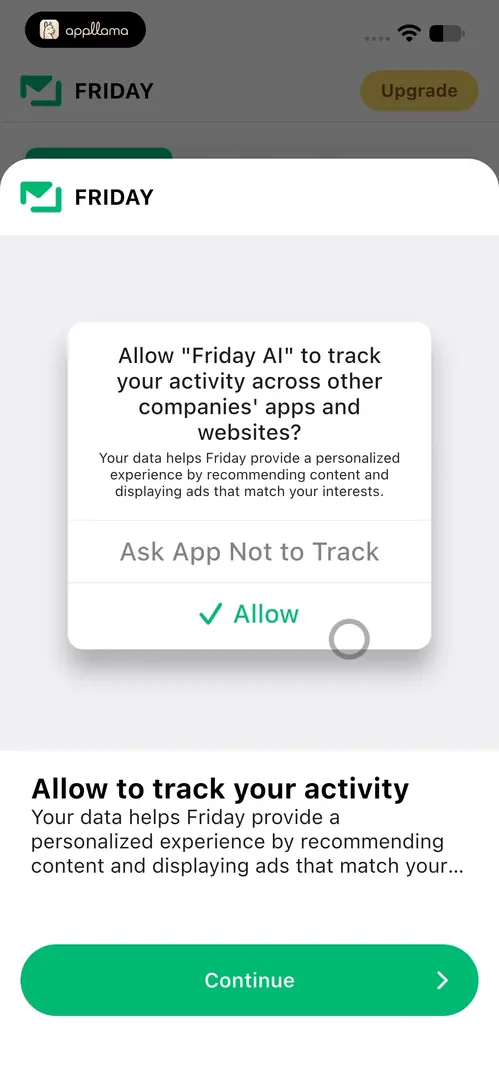 appllama
FRIDAY
Upgrade
FRIDAY
Allow "Friday AI" to track
your activity across other
companies' apps and
websites?
Your data helps Friday provide a personalized
experience by recommending content and
displaying ads that match your interests.
Ask App Not to Track
Allow
Allow to track your activity
Your data helps Friday provide a
personalized experience by recommending
content and displaying ads that match your...
Continue